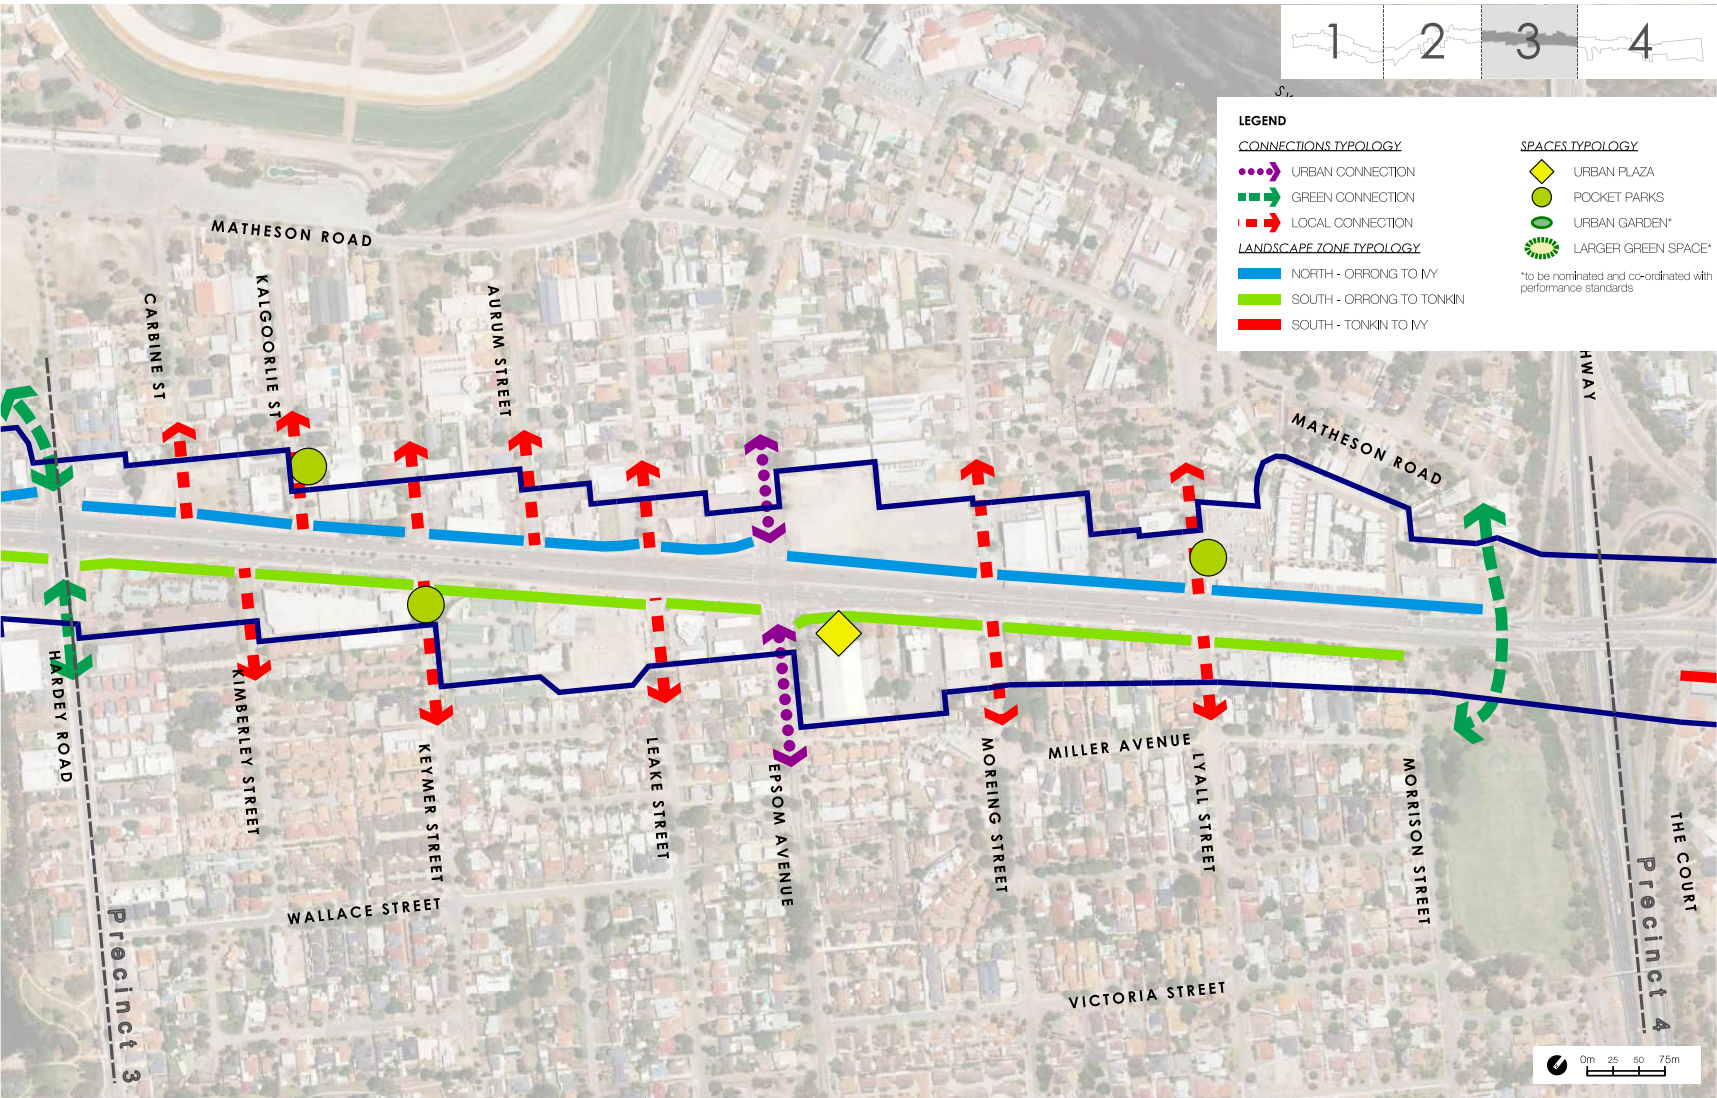 1 2 3 4
LEGEND
CONNECTIONS TYPOLOGY
URBAN CONNECTION
GREEN CONNECTION
LOCAL CONNECTION
LANDSCAPE ZONE TYPOLOGY
NORTH - ORRONG TO IVY
SOUTH - ORRONG TO TONKIN
SOUTH - TONKIN TO IVY
SPACES TYPOLOGY
URBAN PLAZA
POCKET PARKS
URBAN GARDEN*
LARGER GREEN SPACE*
*to be nominated and co-ordinated with
performance standards
MATHESON ROAD
CARBINE ST
KALGOORLIE ST
AURUM STREET
HWAY
MATHESON ROAD
HARDEY ROAD
KIMBERLEY STREET
KEYMER STREET
LEAKE STREET
EPSOM AVENUE
MOREING STREET
MILLER AVENUE
LYALL STREET
MORRISON STREET
THE COURT
WALLACE STREET
VICTORIA STREET
Precinct 3
Precinct 4
0m 25 50 75m